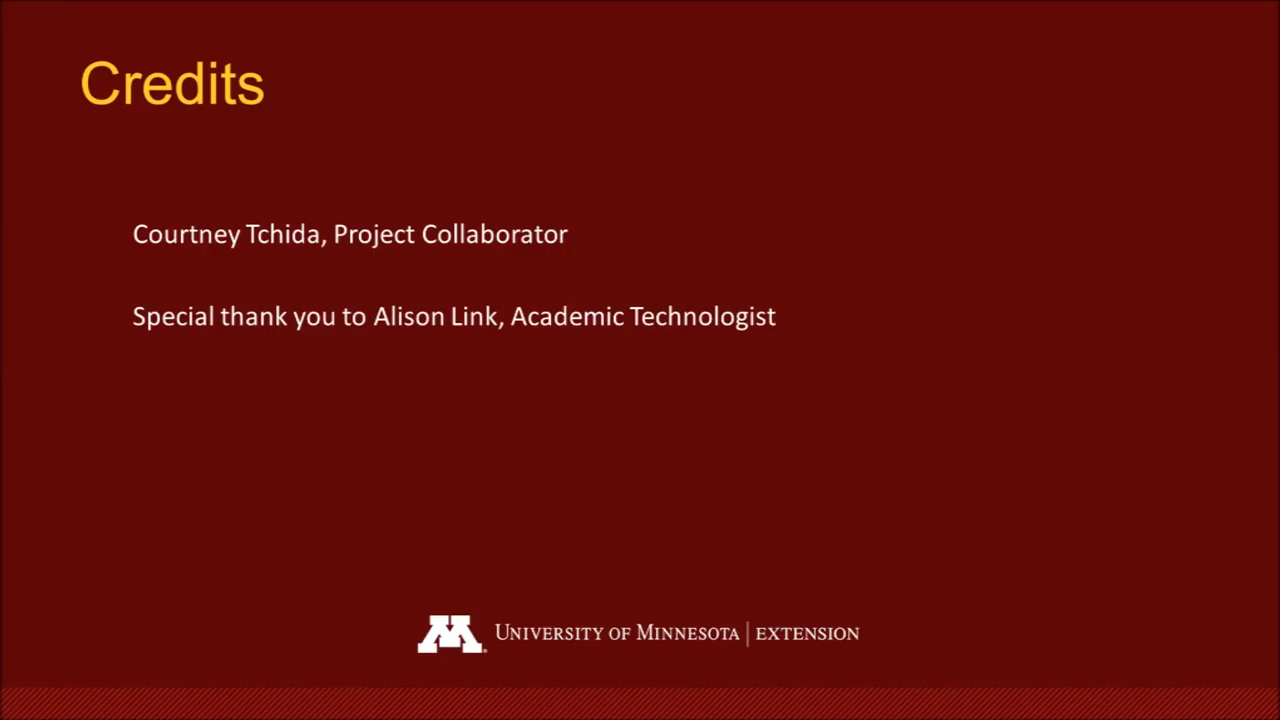 Credits
Courtney Tchida, Project Collaborator
Special thank you to Alison Link, Academic Technologist
M
UNIVERSITY OF MINNESOTA | EXTENSION